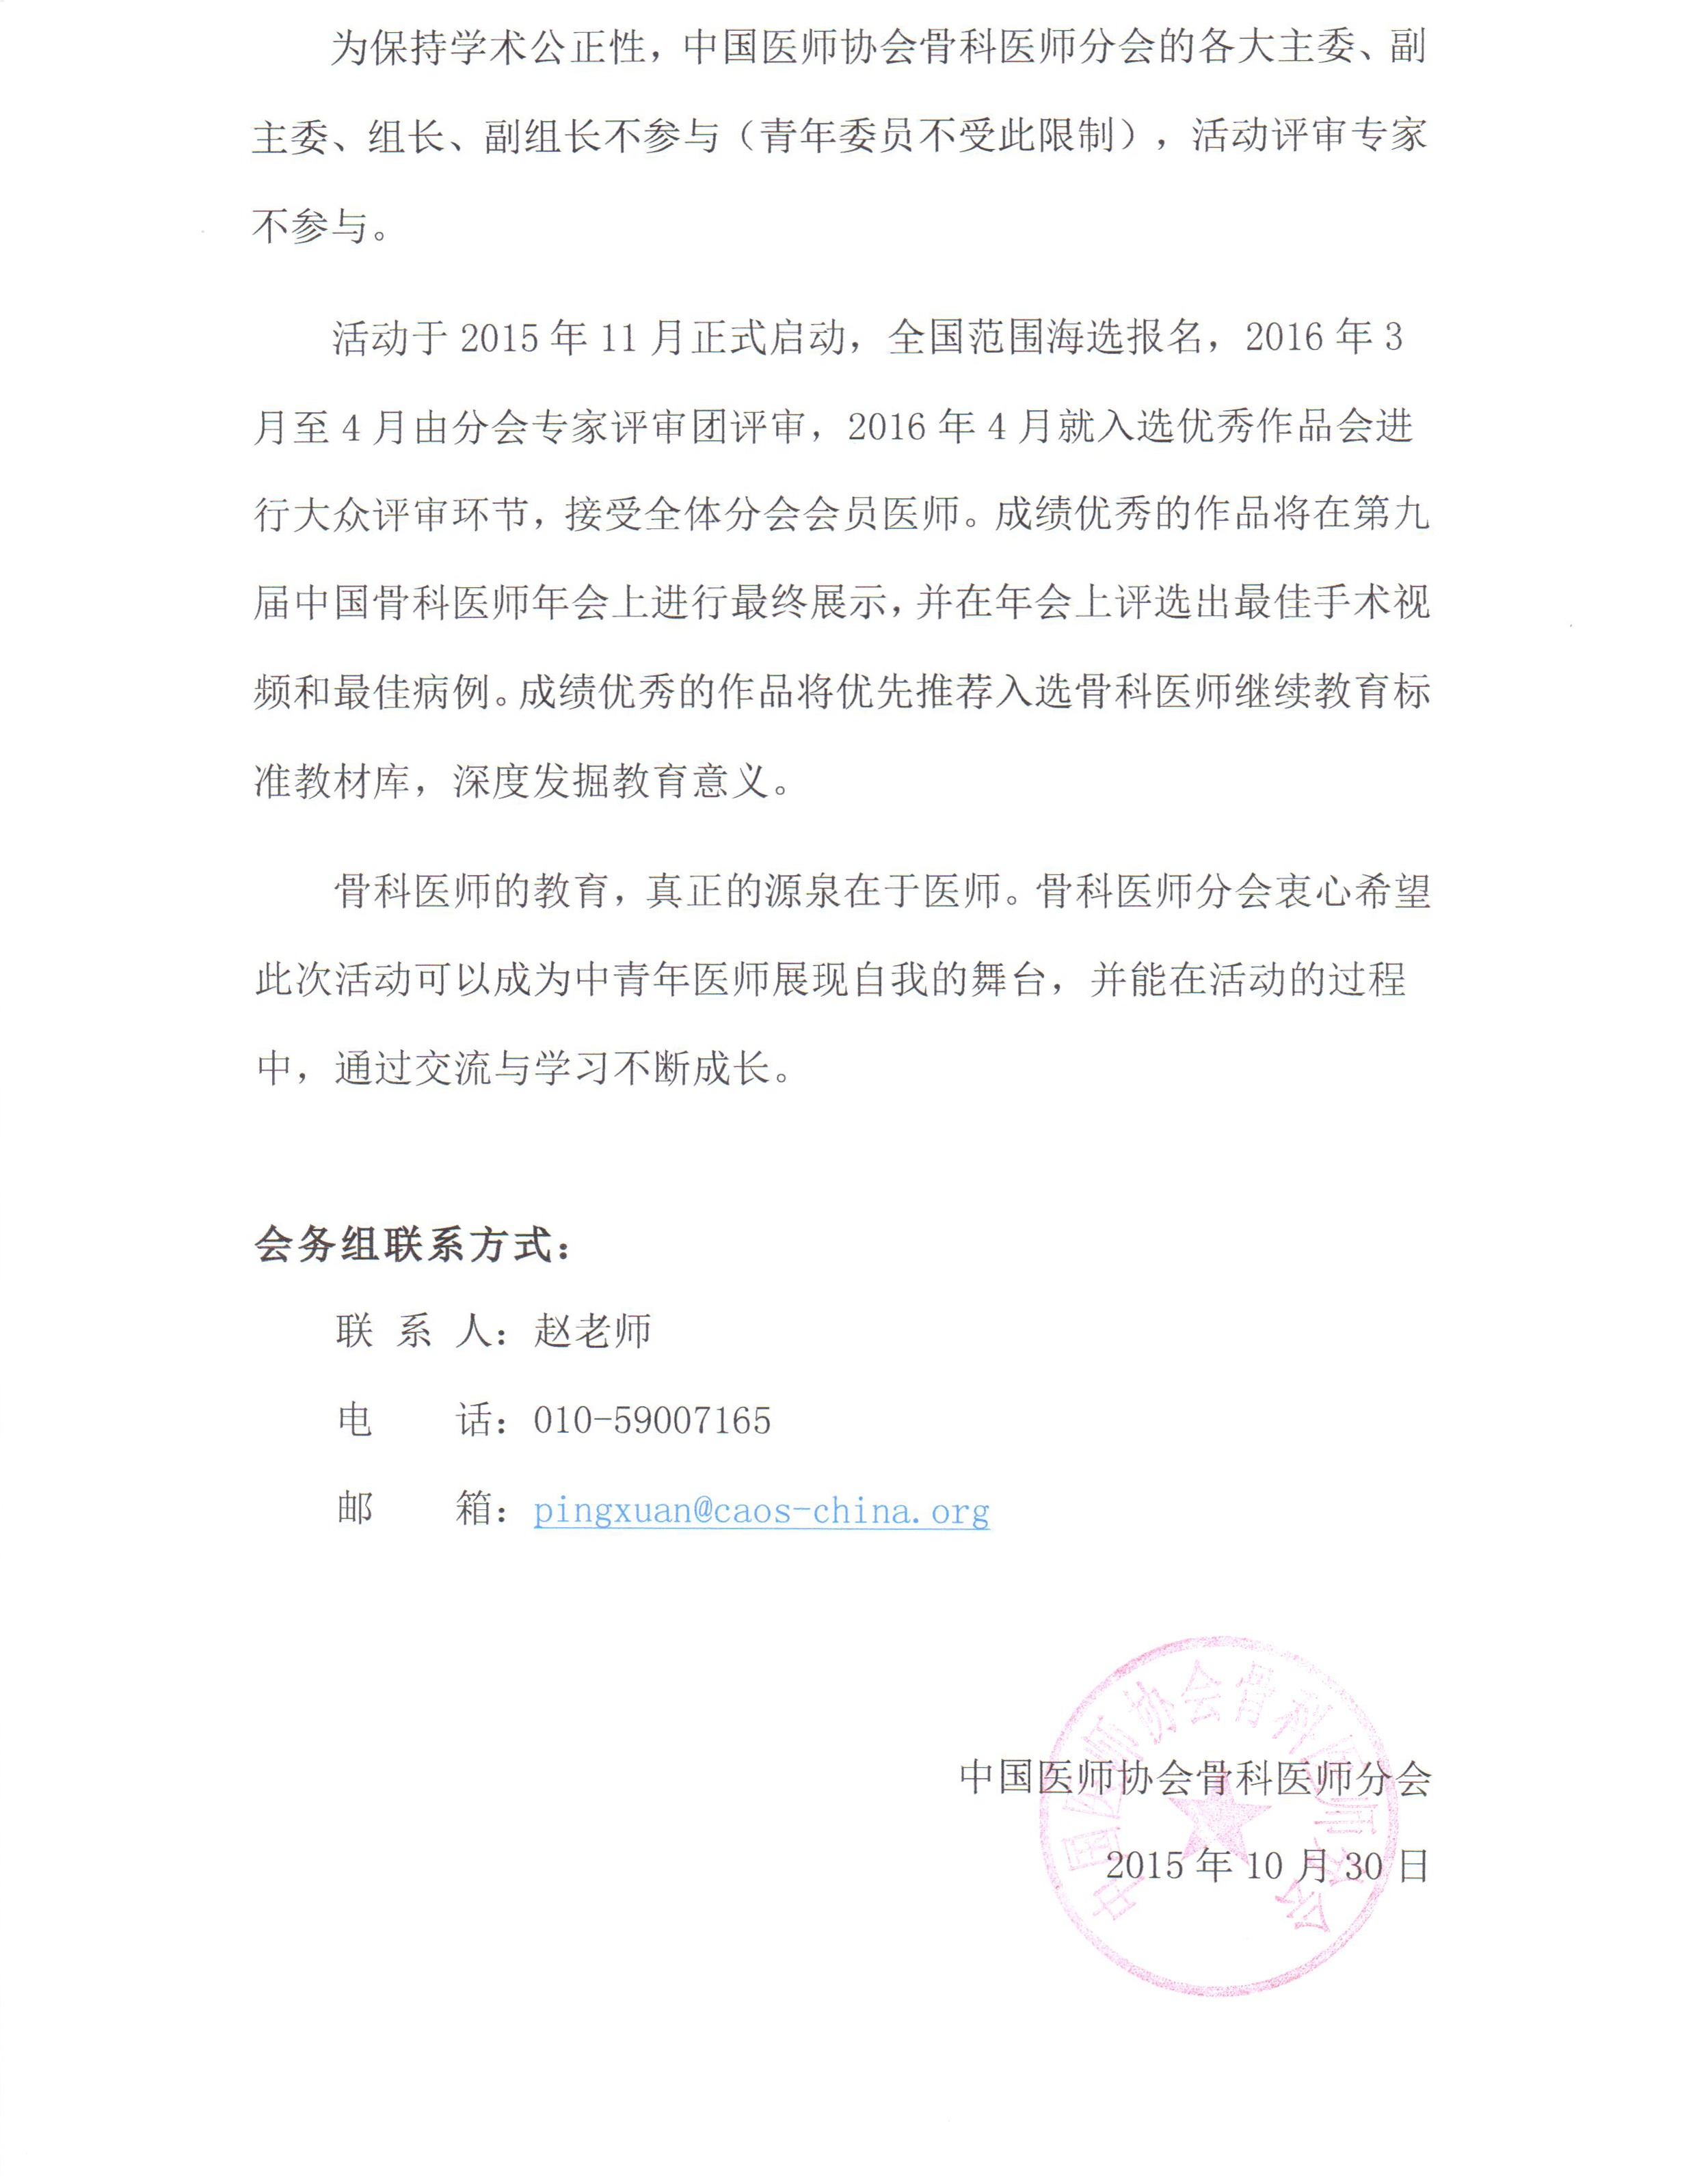 为保持学术公正性，中国医师协会骨科医师分会的各大主委、副
主委、组长、副组长不参与（青年委员不受此限制），活动评审专家
不参与。
活动于 2015 年 11 月正式启动，全国范围海选报名，2016 年 3
月至 4 月由分会专家评审团评审，2016 年 4 月就入选优秀作品会进
行大众评审环节，接受全体分会会员医师。成绩优秀的作品将在第九
届中国骨科医师年会上进行最终展示，并在年会上评选出最佳手术视
频和最佳病例。成绩优秀的作品将优先推荐入选骨科医师继续教育标
准教材库，深度发掘教育意义。
骨科医师的教育，真正的源泉在于医师。骨科医师分会衷心希望
此次活动可以成为中青年医师展现自我的舞台，并能在活动的过程
中，通过交流与学习不断成长。
会务组联系方式：
联 系 人：赵老师
电 话：010-59007165
邮 箱：pingxuan@caos-china.org
中国医师协会骨科医师分会
2015 年 10 月 30 日
中国医师协会骨科医师分会